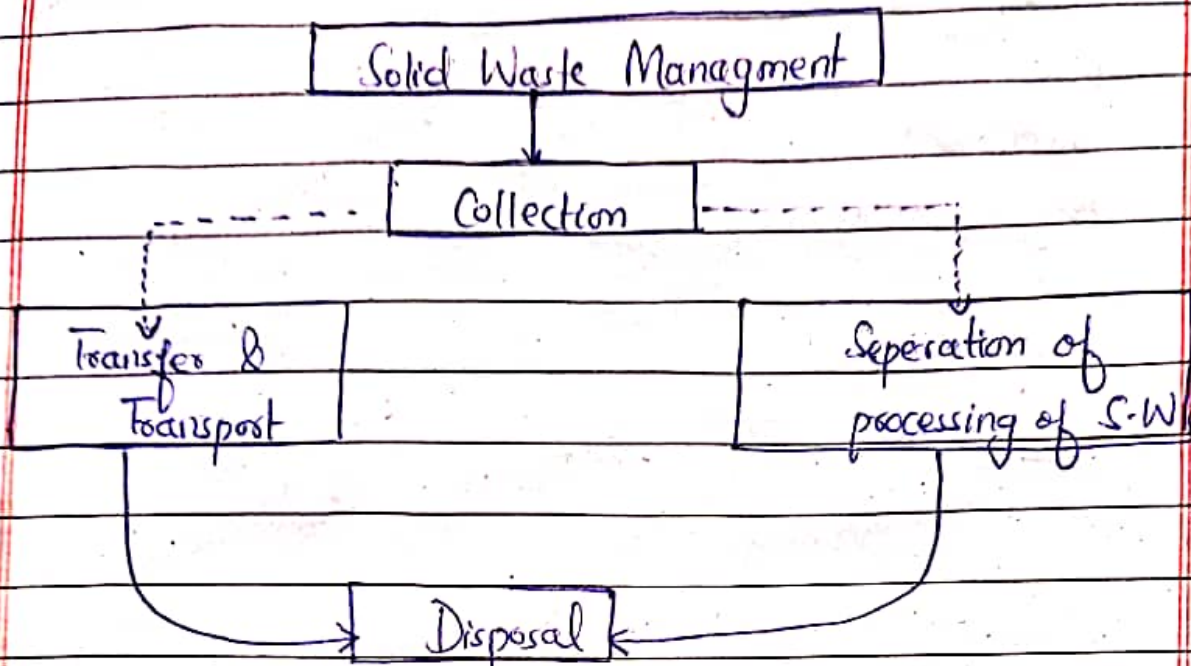 Solid Waste Managment
Collection
Transfer &
Transport
Seperation of
processing of S.W
Disposal